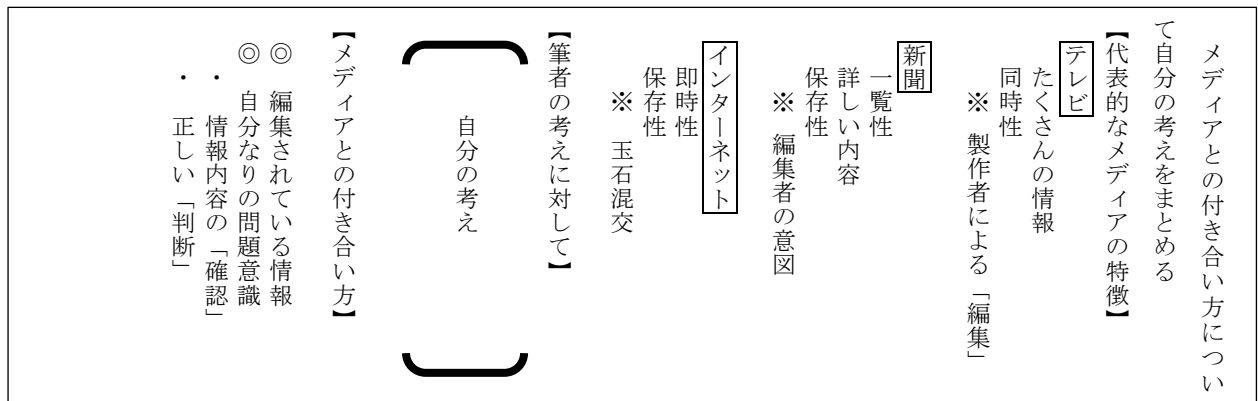 メディアとの付き合い方につい
て自分の考えをまとめる
【代表的なメディアの特徴】
テレビ
たくさんの情報
同時性
※ 製作者による「編集」
新聞
一覧性
詳しい内容
保存性
※ 編集者の意図
インターネット
即時性
保存性
※ 玉石混交
【筆者の考えに対して】
自分の考え
【メディアとの付き合い方】
◎ 編集されている情報
◎ 自分なりの問題意識
・ 情報内容の「確認」
・ 正しい「判断」